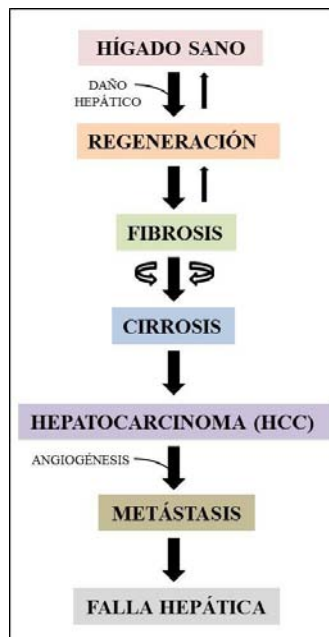 HÍGADO SANO
DAÑO
HEPÁTICO
REGENERACIÓN
FIBROSIS
CIRROSIS
HEPATOCARCINOMA (HCC)
ANGIOGÉNESIS
METÁSTASIS
FALLA HEPÁTICA